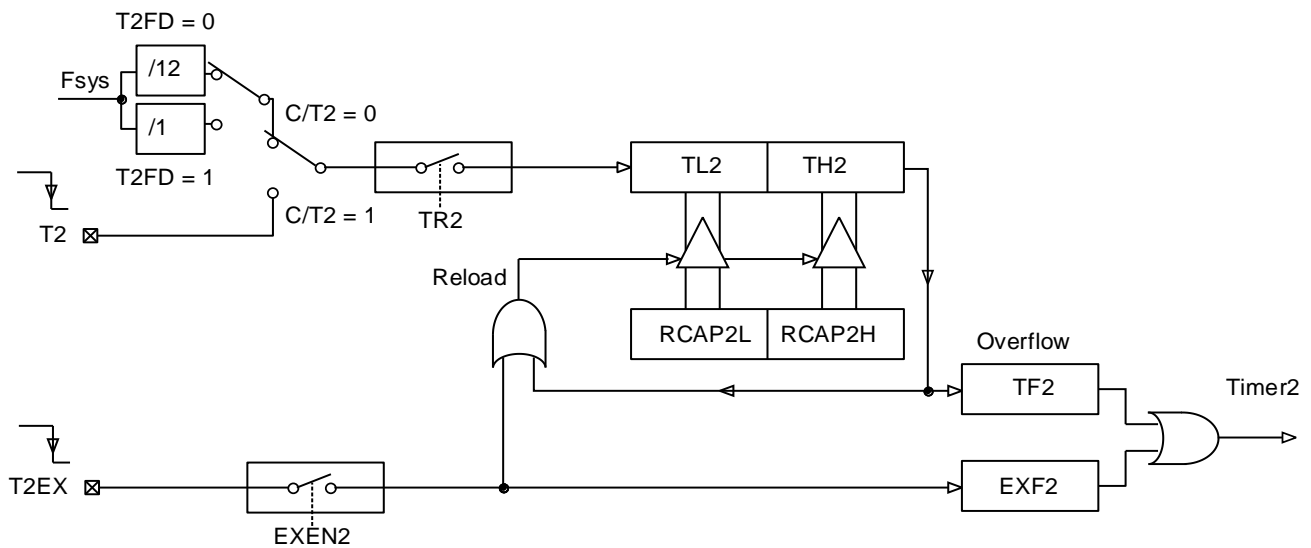 T2FD = 0
/12
Fsys
C/T2 = 0
/1
T2FD = 1
TL2
TH2
C/T2 = 1
TR2
T2
Reload
RCAP2L
RCAP2H
Overflow
TF2
Timer2
T2EX
EXF2
EXEN2